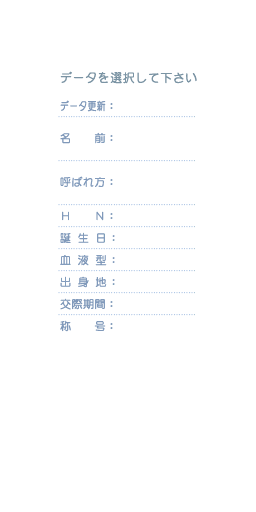 データを選択して下さい
データ更新：
名　　前：
呼ばれ方：
Ｈ　　Ｎ：
誕 生 日：
血 液 型：
出 身 地：
交際期間：
称　　号：